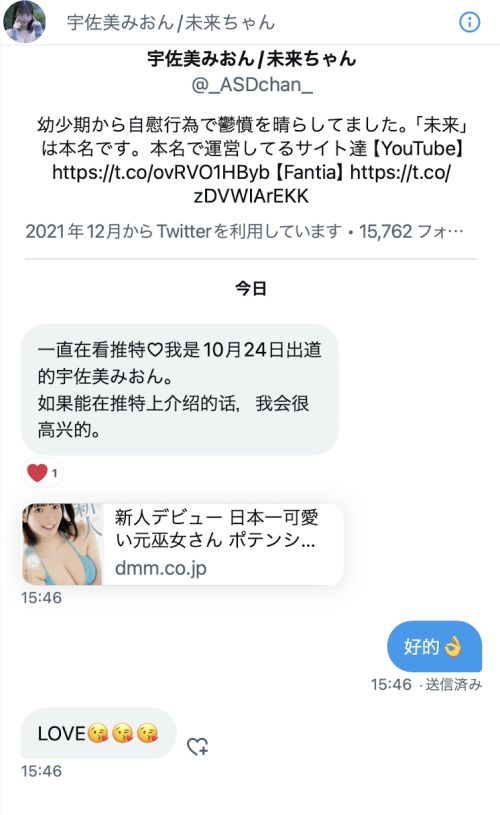 宇佐美みおん/未来ちゃん
宇佐美みおん/未来ちゃん
@_ASDchan_
幼少期から自慰行為で鬱憤を晴らしてました。「未来」
は本名です。本名で運営してるサイト達【YouTube】
https://t.co/ovRVO1HByb【Fantia】https://t.co/
zDVWIArEKK
2021年12月からTwitterを利用しています・15,762 フォ…
今日
一直在看推特♡我是10月24日出道
的宇佐美みおん。
如果能在推特上介绍的话，我会很
高兴的。
❤️ 1
新人
新人デビュー 日本一可愛
い元巫女さん ポテンシ...
dmm.co.jp
15:46
好的👌
15:46 · 送信済み
LOVE😘😘😘
15:46